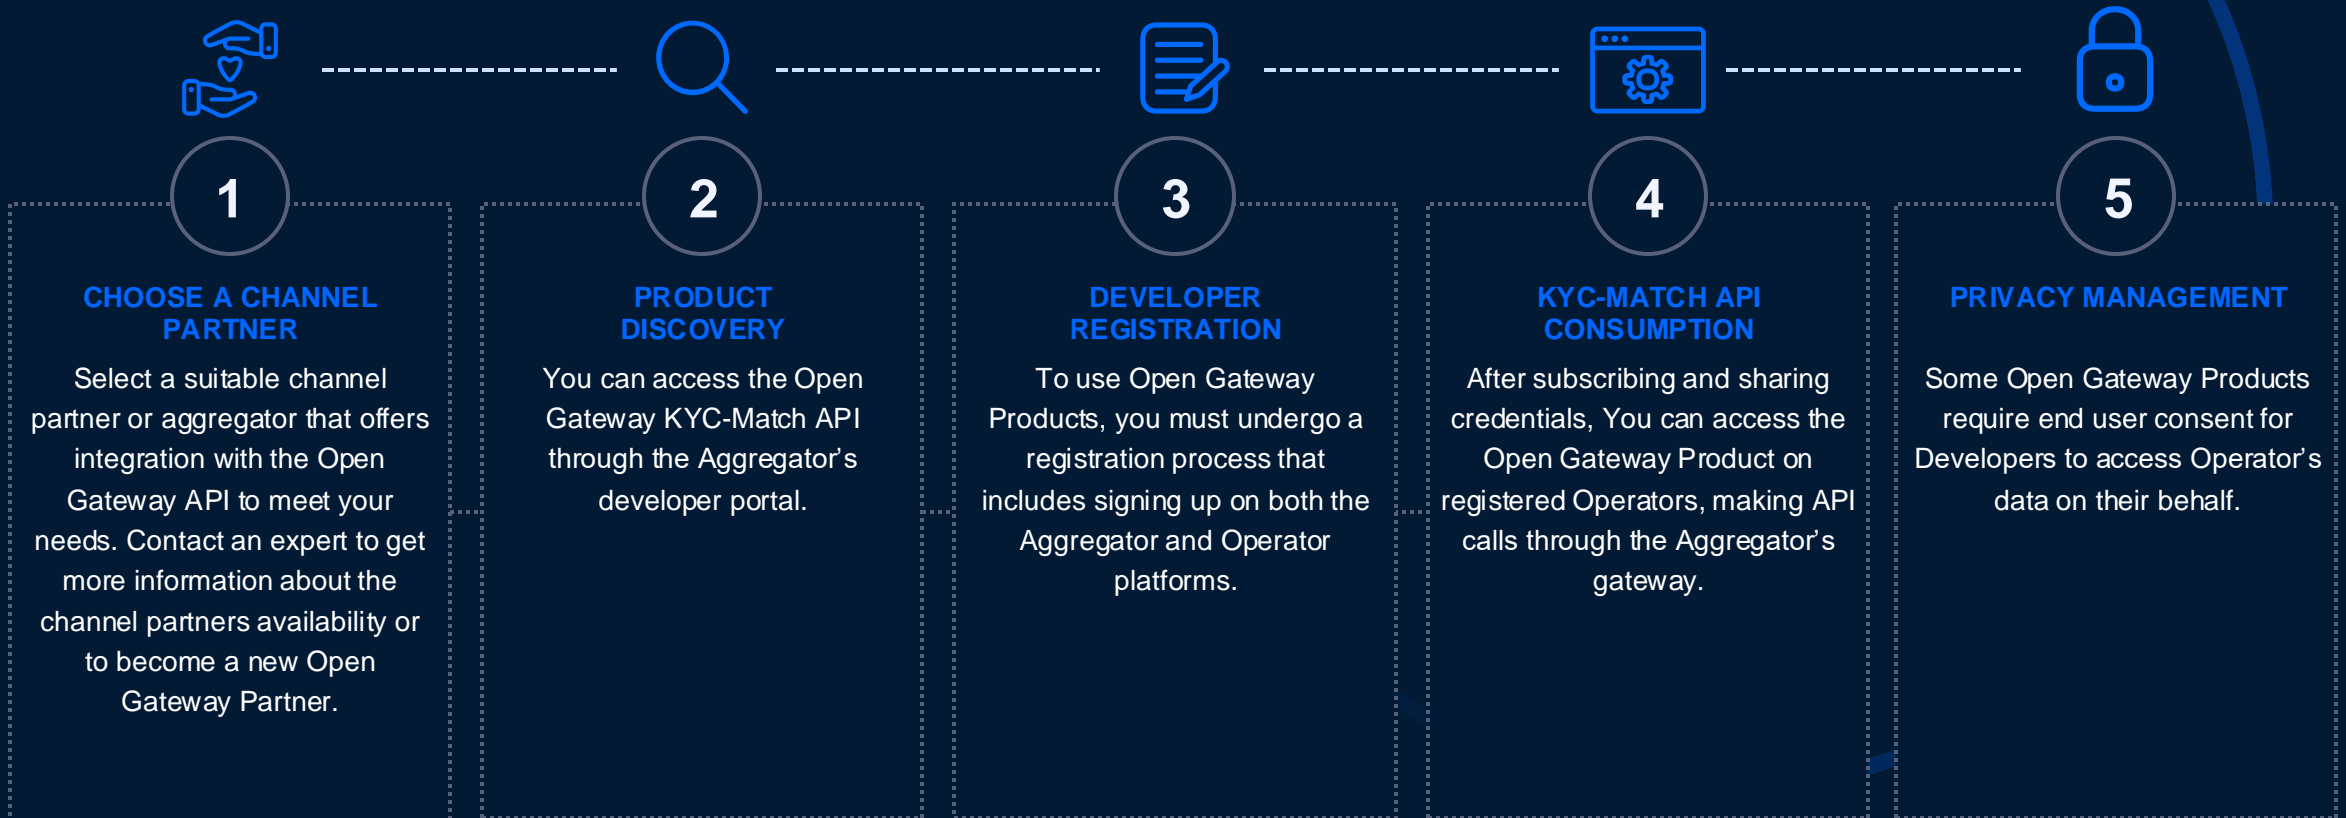 1
CHOOSE A CHANNEL
PARTNER
Select a suitable channel
partner or aggregator that offers
integration with the Open
Gateway API to meet your
needs. Contact an expert to get
more information about the
channel partners availability or
to become a new Open
Gateway Partner.
2
PRODUCT
DISCOVERY
You can access the Open
Gateway KYC-Match API
through the Aggregator’s
developer portal.
3
DEVELOPER
REGISTRATION
To use Open Gateway
Products, you must undergo a
registration process that
includes signing up on both the
Aggregator and Operator
platforms.
4
KYC-MATCH API
CONSUMPTION
After subscribing and sharing
credentials, You can access the
Open Gateway Product on
registered Operators, making API
calls through the Aggregator’s
gateway.
5
PRIVACY MANAGEMENT
Some Open Gateway Products
require end user consent for
Developers to access Operator’s
data on their behalf.